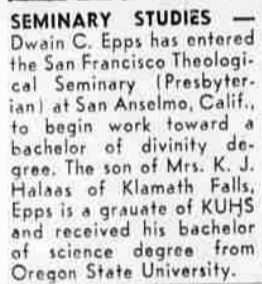 SEMINARY STUDIES —
Dwain C. Epps has entered
the San Francisco Theologi-
cal Seminary (Presbyter-
ian) at San Anselmo, Calif.,
to begin work toward a
bachelor of divinity de-
gree. The son of Mrs. K. J.
Halaas of Klamath Falls,
Epps is a grauate of KUHS
and received his bachelor
of science degree from
Oregon State University.